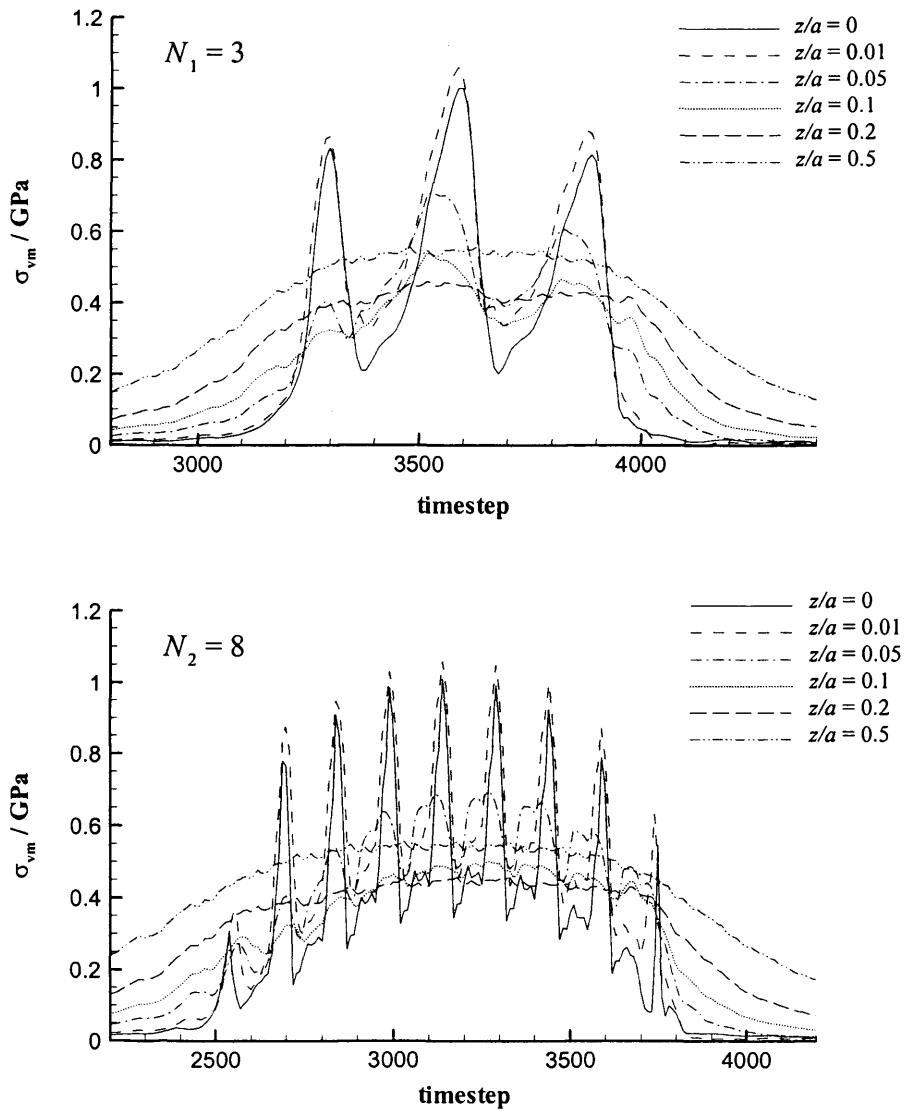 1.2
1
0.8
0.6
0.4
0.2
0
σvm / GPa
N1 = 3
z/a = 0
z/a = 0.01
z/a = 0.05
z/a = 0.1
z/a = 0.2
z/a = 0.5
3000 3500 4000
timestep
1.2
1
0.8
0.6
0.4
0.2
0
σvm / GPa
N2 = 8
z/a = 0
z/a = 0.01
z/a = 0.05
z/a = 0.1
z/a = 0.2
z/a = 0.5
2500 3000 3500 4000
timestep